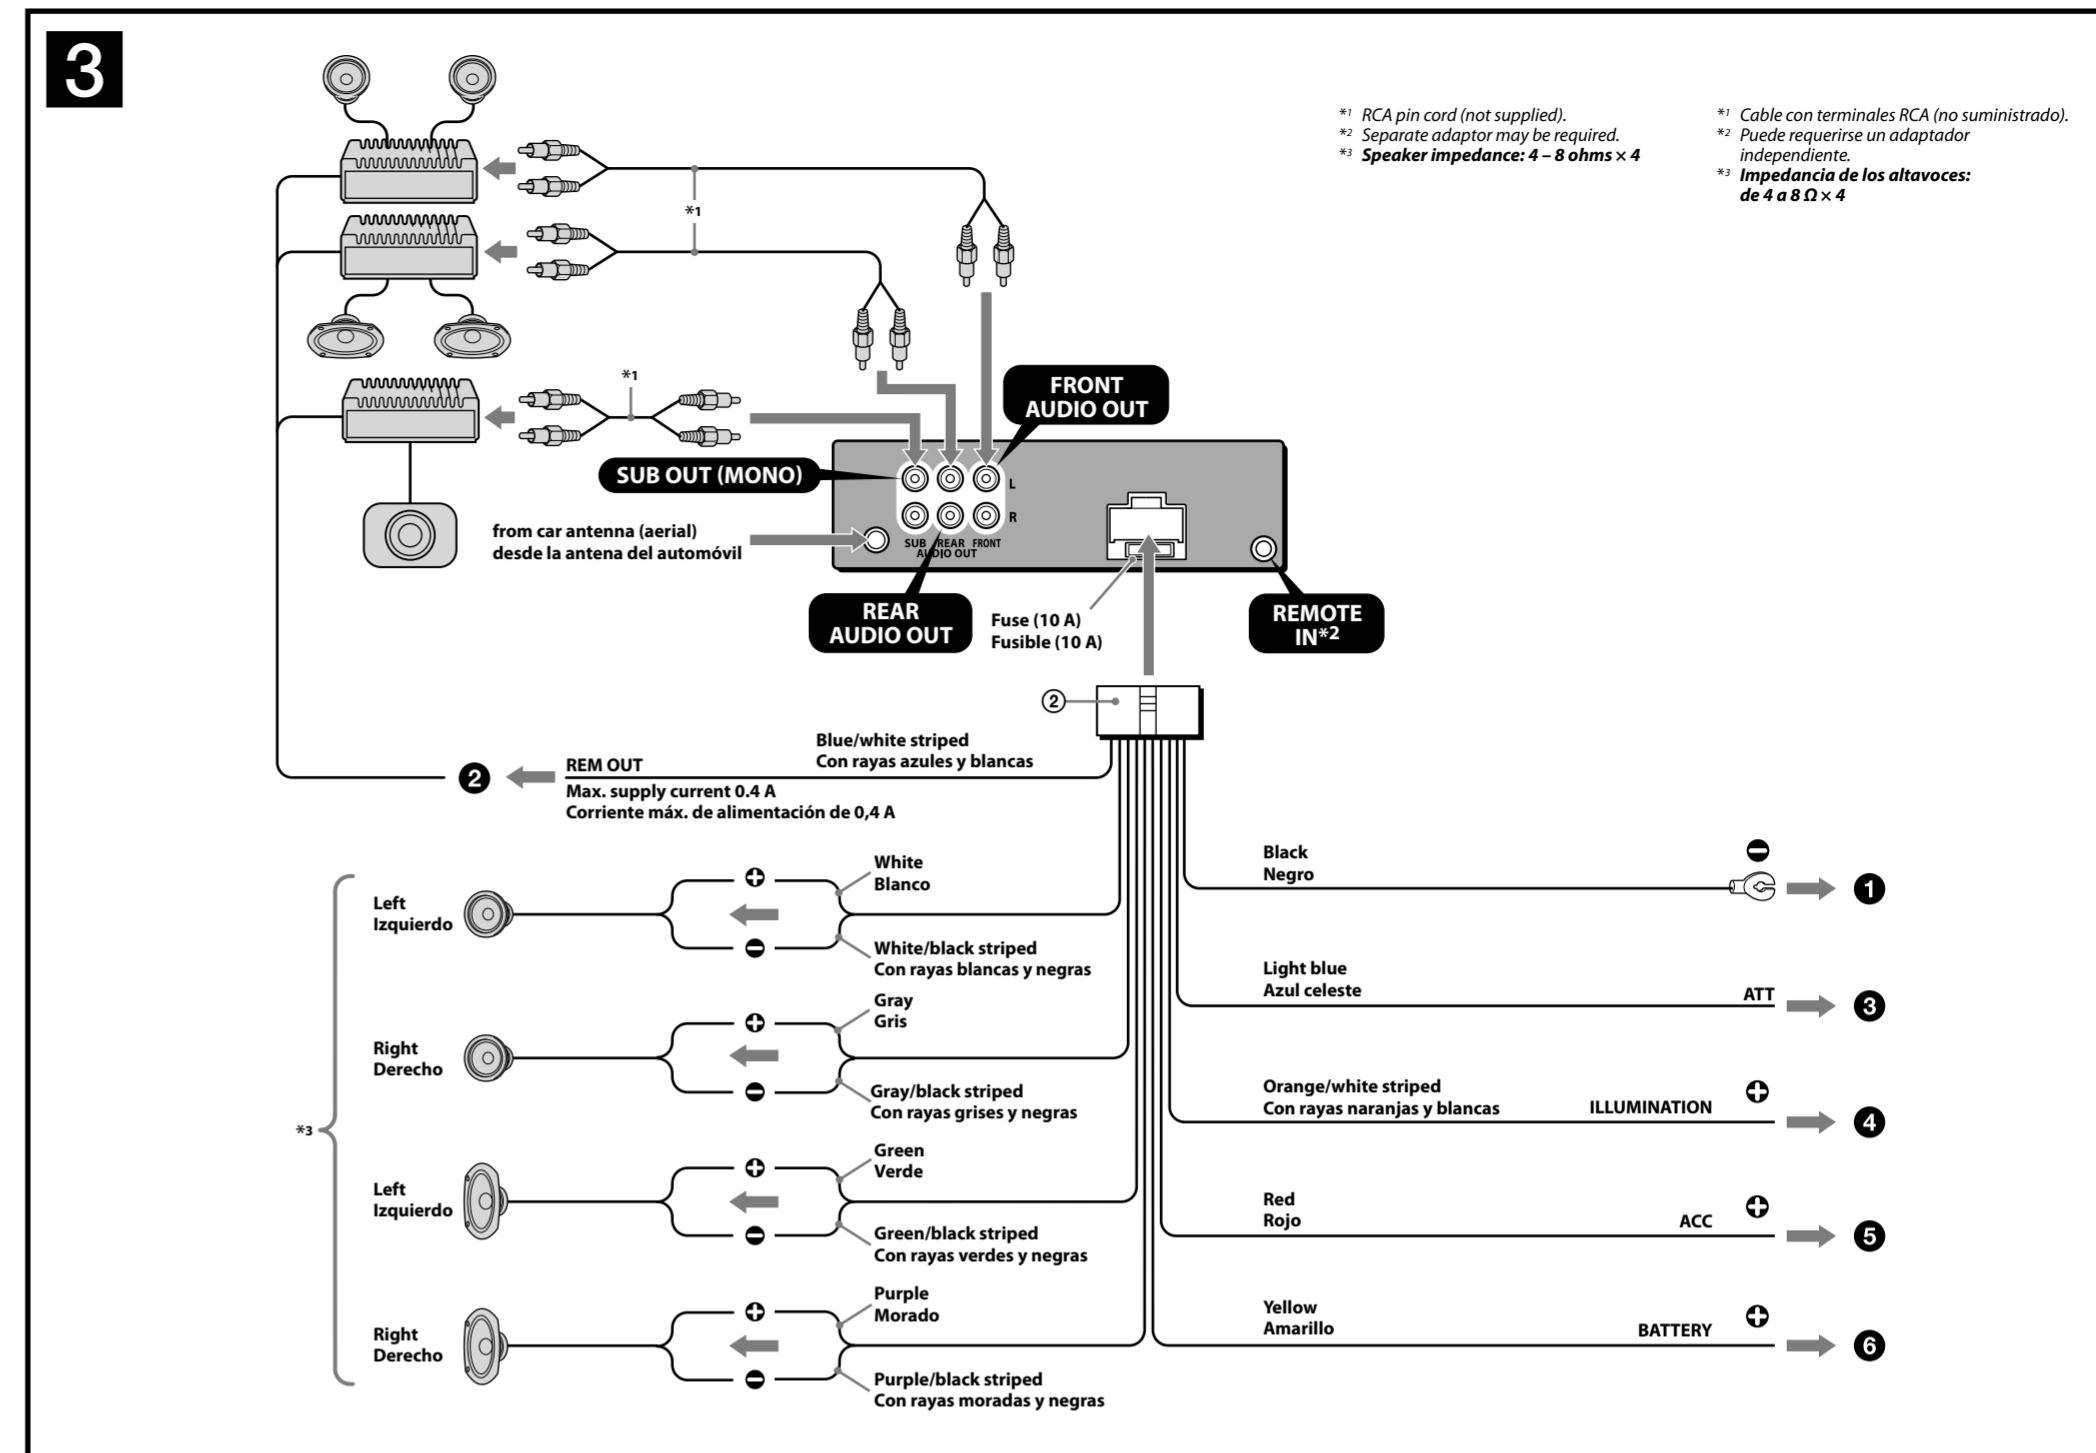 3
*1 RCA pin cord (not supplied).
*2 Separate adaptor may be required.
*3 Speaker impedance: 4 – 8 ohms × 4
*1 Cable con terminales RCA (no suministrado).
*2 Puede requerirse un adaptador
independiente.
*3 Impedancia de los altavoces:
de 4 a 8 Ω × 4
*1
*1
FRONT
AUDIO OUT
SUB OUT (MONO)
L
R
SUB REAR FRONT
AUDIO OUT
from car antenna (aerial)
desde la antena del automóvil
REAR
AUDIO OUT
Fuse (10 A)
Fusible (10 A)
REMOTE
IN*2
2
Blue/white striped
Con rayas azules y blancas
2
REM OUT
Max. supply current 0.4 A
Corriente máx. de alimentación de 0,4 A
*3
Left
Izquierdo
+
−
White
Blanco
White/black striped
Con rayas blancas y negras
Right
Derecho
+
−
Gray
Gris
Gray/black striped
Con rayas grises y negras
Left
Izquierdo
+
−
Green
Verde
Green/black striped
Con rayas verdes y negras
Right
Derecho
+
−
Purple
Morado
Purple/black striped
Con rayas moradas y negras
Black
Negro
−
1
Light blue
Azul celeste
ATT
3
Orange/white striped
Con rayas naranjas y blancas
ILLUMINATION
+
4
Red
Rojo
ACC
+
5
Yellow
Amarillo
BATTERY
+
6